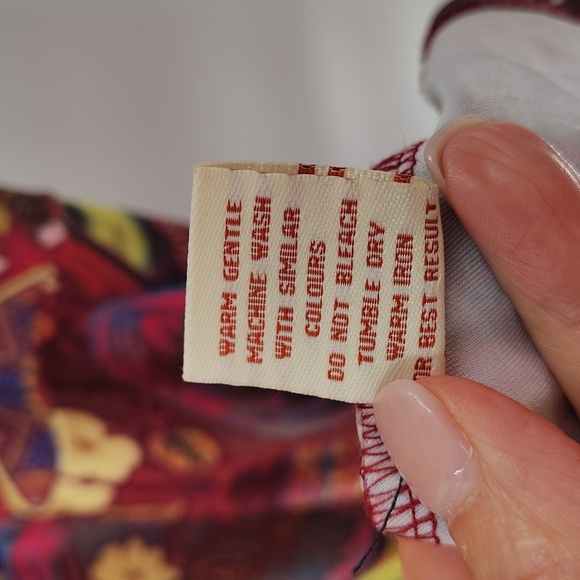 WARM GENTLE
MACHINE WASH
WITH SIMILAR
COLOURS
DO NOT BLEACH
TUMBLE DRY
WARM IRON
BEST RESULT